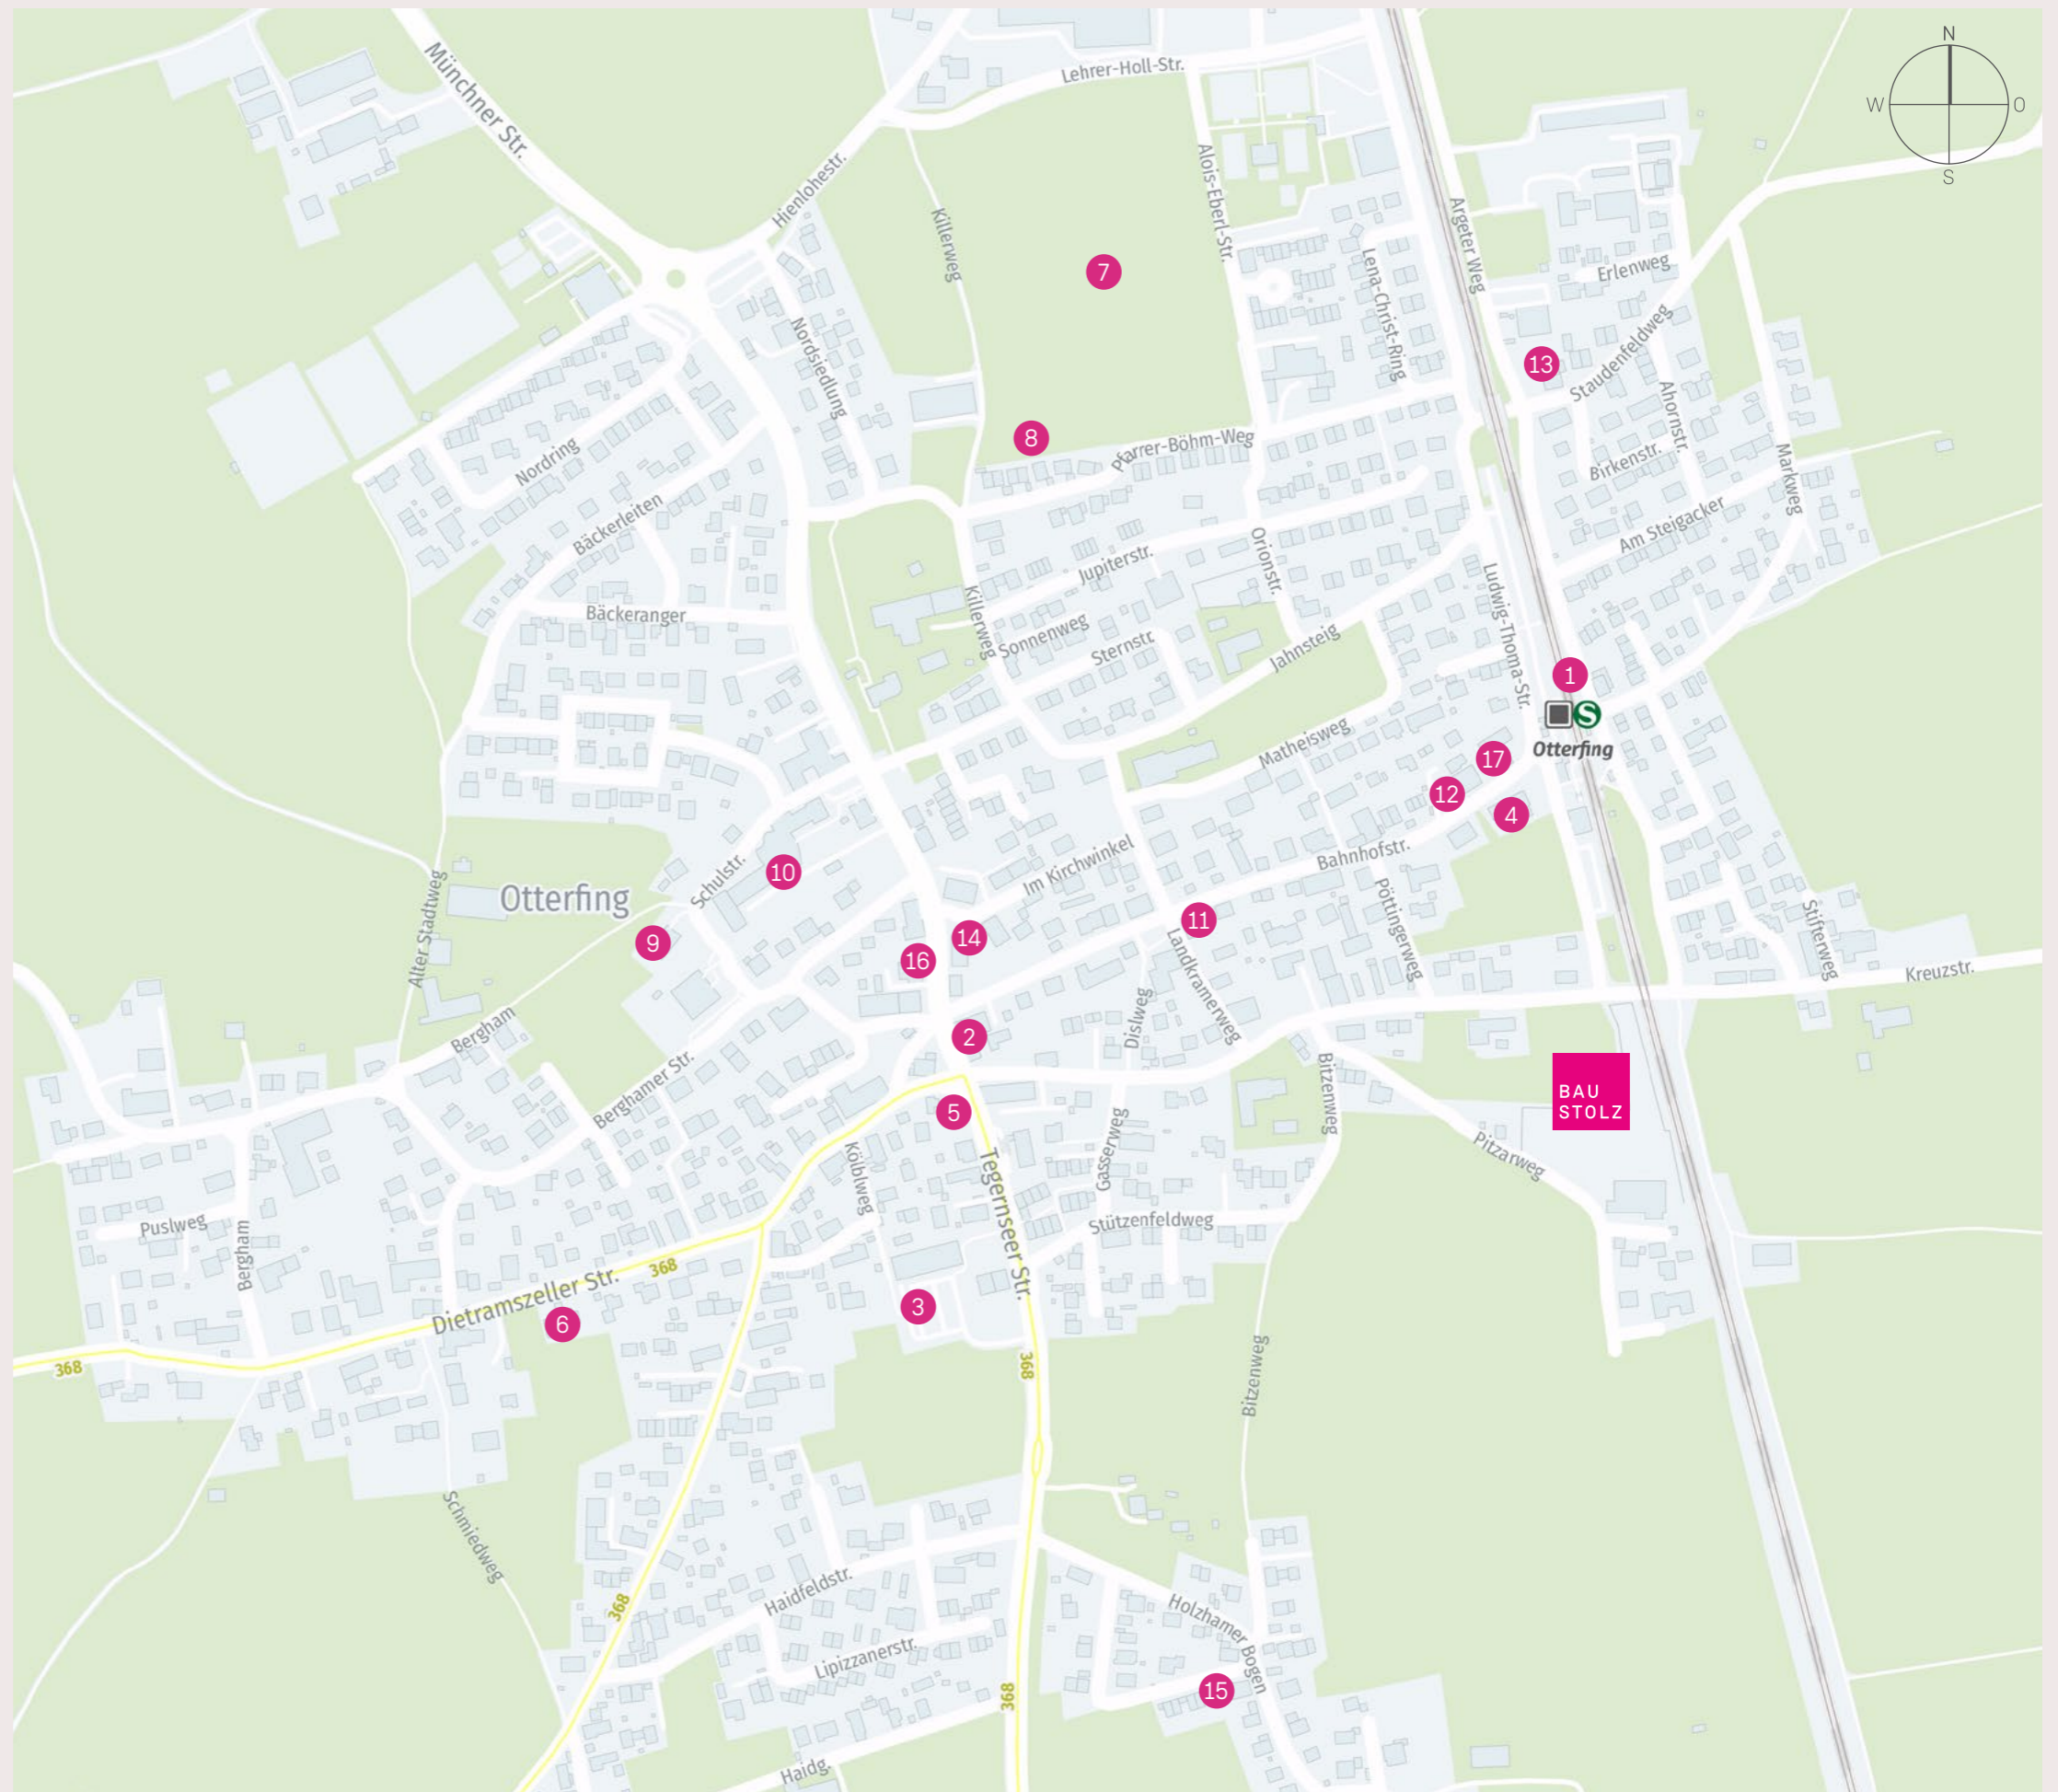 N
W
O
S
Münchner Str.
Lehrer-Holl-Str.
Hienlohestr.
Alois-Eberl-Str.
Killerweg
Argeter Weg
Lena-Christ-Ring
Erlenweg
7
Nordsiedlung
13
Staudenfeldweg
Ahornstr.
8
Pfarrer-Böhm-Weg
Nordring
Birkenstr.
Markweg
Bäckerleiten
Am Steigacker
Jupiterstr.
Orionstr.
Ludwig-Thoma-Str.
Bäckeranger
Killerweg
Sonnenweg
Sternstr.
Jahnsteig
1
S
Otterfing
Matheisweg
17
12
4
Im Kirchwinkel
Bahnhofstr.
Schulstr.
10
Otterfing
Alter Stadtweg
Pöttingerweg
11
Stifterweg
9
14
16
Landkramerweg
Kreuzstr.
Dislweg
Bergham
2
Berghamer Str.
Bitzenweg
BAU
STOLZ
5
Gasserweg
Pitzarweg
Kölblweg
Tegernseer Str.
Puslweg
Bergham
Stützenfeldweg
368
Dietramszeller Str.
3
6
368
368
Bitzenweg
Schmiedweg
Haidfeldstr.
368
Holzhamer Bogen
Lipizzanerstr.
15
368
Haidg.